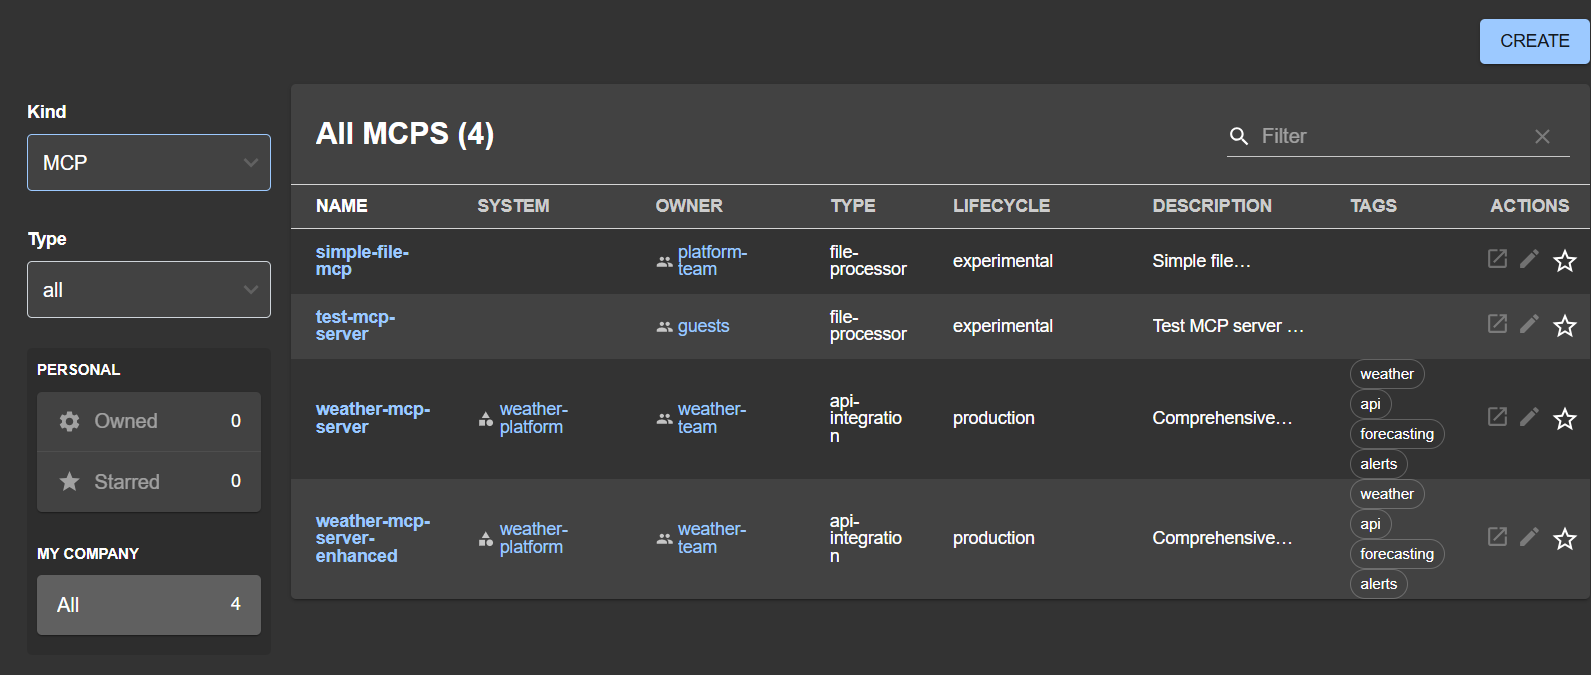 CREATE
Kind
MCP
Type
all
PERSONAL
Owned 0
Starred 0
MY COMPANY
All 4
All MCPS (4)
Filter
NAME SYSTEM OWNER TYPE LIFECYCLE DESCRIPTION TAGS ACTIONS
simple-file-
mcp
platform-
team
file-
processor
experimental
Simple file…
test-mcp-
server
guests
file-
processor
experimental
Test MCP server …
weather-mcp-
server
weather-
platform
weather-
team
api-
integratio
n
production
Comprehensive…
weather
api
forecasting
alerts
weather-mcp-
server-
enhanced
weather-
platform
weather-
team
api-
integratio
n
production
Comprehensive…
weather
api
forecasting
alerts